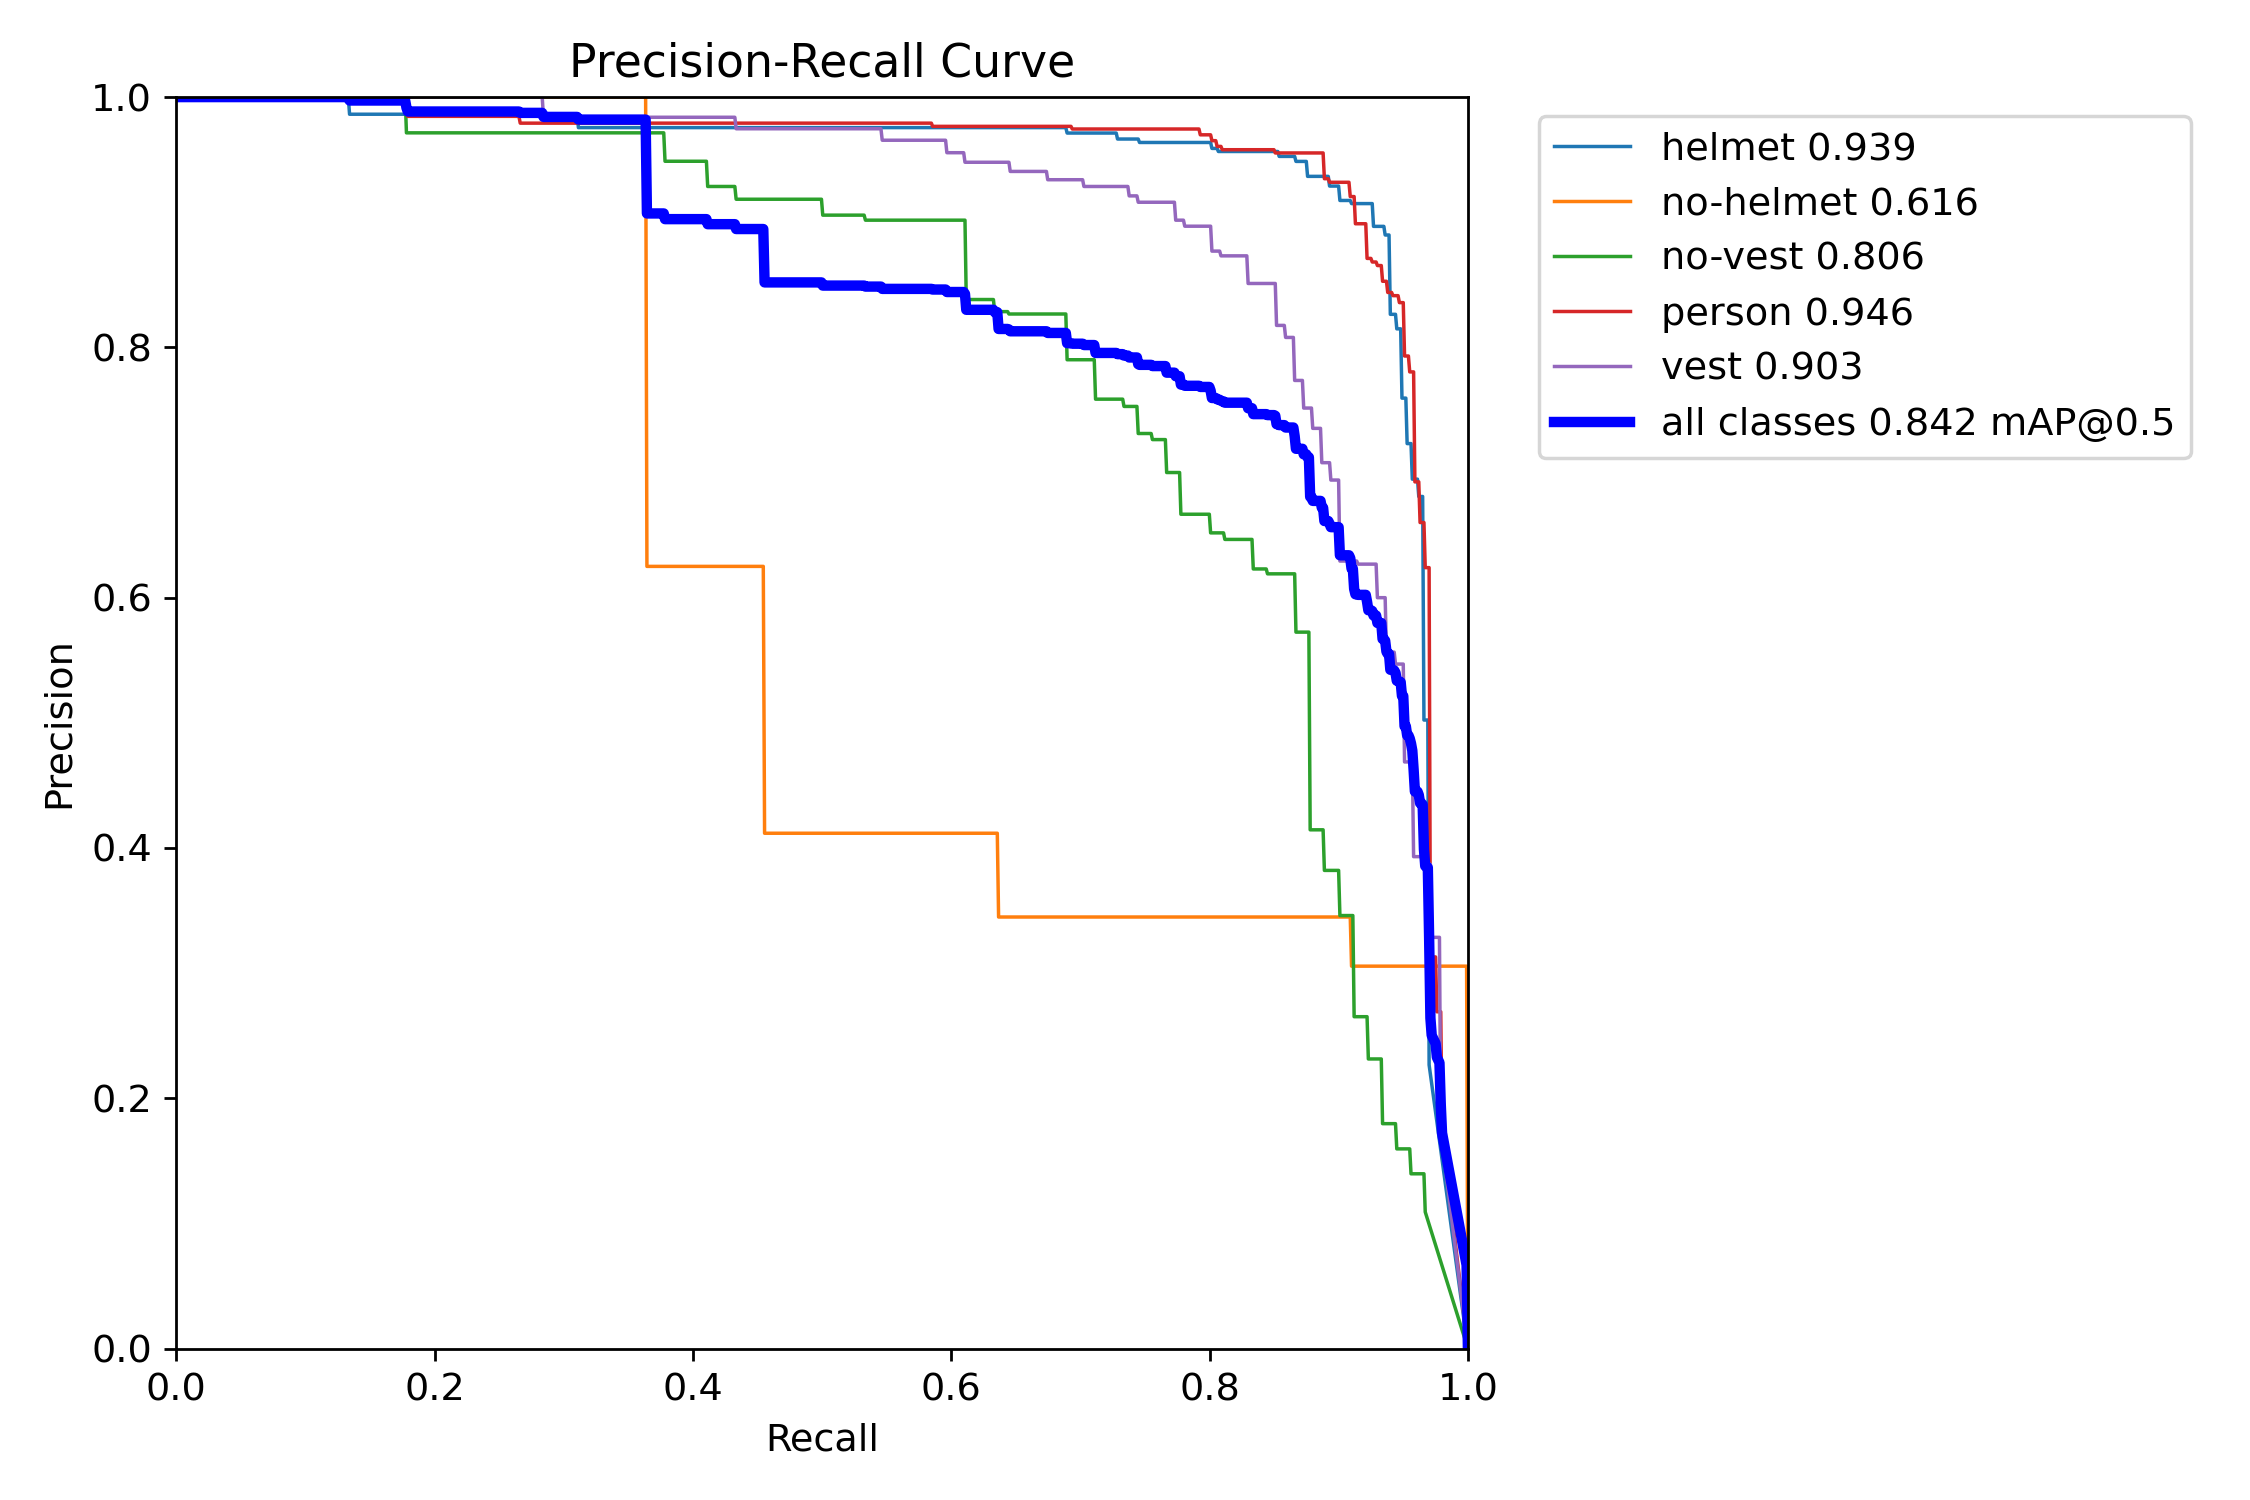 Precision-Recall Curve
1.0
0.8
0.6
0.4
0.2
0.0
Precision
0.0 0.2 0.4 0.6 0.8 1.0
Recall
helmet 0.939
no-helmet 0.616
no-vest 0.806
person 0.946
vest 0.903
all classes 0.842 mAP@0.5